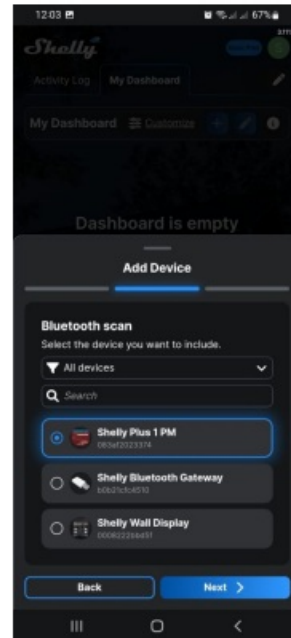 12:03
67%
Shelly
Activity Log My Dashboard
My Dashboard Customize
Dashboard is empty
Add Device
Bluetooth scan
Select the device you want to include.
All devices
Search
Shelly Plus 1 PM
Shelly Bluetooth Gateway
Shelly Wall Display
Back Next